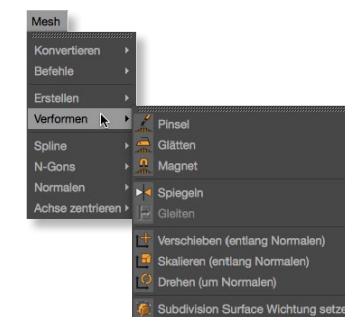 Mesh
Konvertieren
Befehle
Erstellen
Verformen
Spline
N-Gons
Normalen
Achse zentrieren
Pinsel
Glätten
Magnet
Spiegeln
Gleiten
Verschieben (entlang Normalen)
Skalieren (entlang Normalen)
Drehen (um Normalen)
Subdivision Surface Wichtung setze